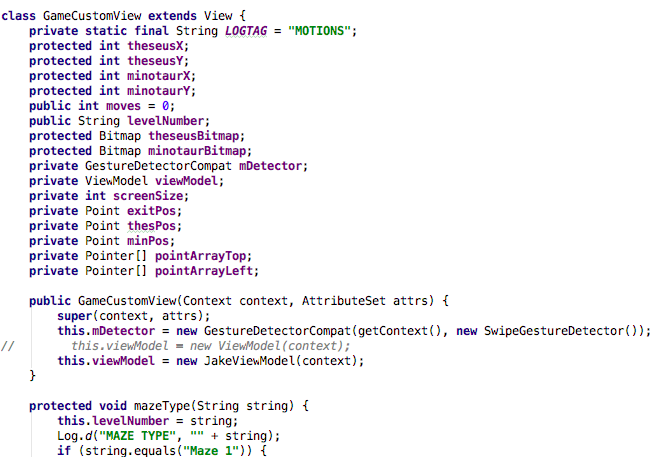 class GameCustomView extends View {
    private static final String LOGTAG = "MOTIONS";
    protected int theseusX;
    protected int theseusY;
    protected int minotaurX;
    protected int minotaurY;
    public int moves = 0;
    public String levelNumber;
    protected Bitmap theseusBitmap;
    protected Bitmap minotaurBitmap;
    private GestureDetectorCompat mDetector;
    private ViewModel viewModel;
    private int screenSize;
    private Point exitPos;
    private Point thesPos;
    private Point minPos;
    private Pointer[] pointArrayTop;
    private Pointer[] pointArrayLeft;

    public GameCustomView(Context context, AttributeSet attrs) {
        super(context, attrs);
        this.mDetector = new GestureDetectorCompat(getContext(), new SwipeGestureDetector());
//        this.viewModel = new ViewModel(context);
        this.viewModel = new JakeViewModel(context);
    }

    protected void mazeType(String string) {
        this.levelNumber = string;
        Log.d("MAZE TYPE", "" + string);
        if (string.equals("Maze 1")) {